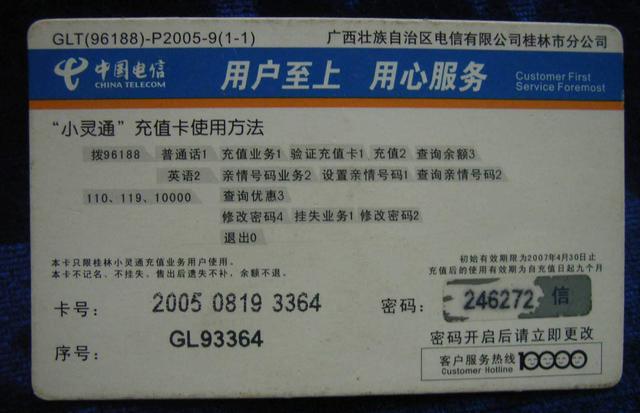 GLT(96188)-P2005-9(1-1) 广西壮族自治区电信有限公司桂林市分公司
中国电信 用户至上 用心服务 Customer First
CHINA TELECOM Service Foremost
“小灵通”充值卡使用方法
拨96188 普通话1 充值业务1 验证充值卡1 充值2 查询余额3
英语2 亲情号码业务2 设置亲情号码1 查询亲情号码2
110、119、10000 查询优惠3
修改密码4 挂失业务1 修改密码2
退出0
本卡只限桂林小灵通充值业务用户使用。
本卡不记名、不挂失、售出后遗失不补、余额不退。
初始有效期限为2007年4月30日止
充值后的使用有效期为自充值日起九个月
卡号: 2005 0819 3364 密码: 246272 信
序号: GL93364 密码开启后请立即更改
客户服务热线 10000
Customer Hotline